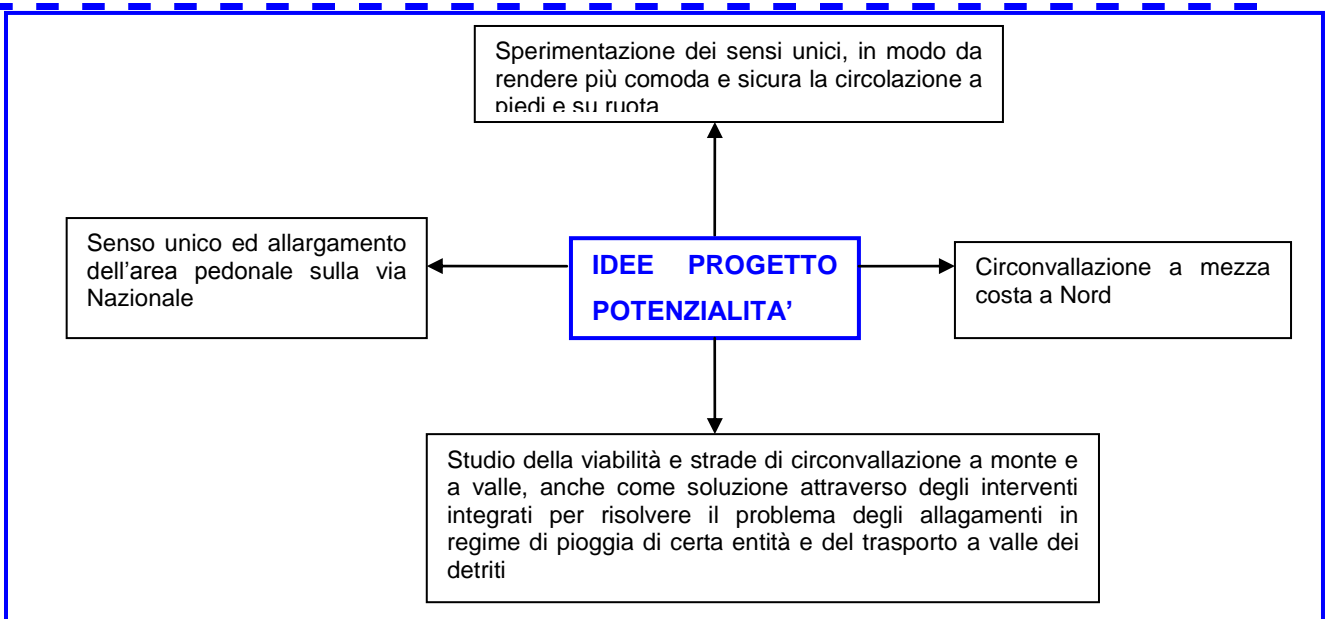 Sperimentazione dei sensi unici, in modo da
rendere più comoda e sicura la circolazione a
piedi e su ruota
Senso unico ed allargamento
dell'area pedonale sulla via
Nazionale
IDEE PROGETTO
POTENZIALITA'
Circonvallazione a mezza
costa a Nord
Studio della viabilità e strade di circonvallazione a monte e
a valle, anche come soluzione attraverso degli interventi
integrati per risolvere il problema degli allagamenti in
regime di pioggia di certa entità e del trasporto a valle dei
detriti